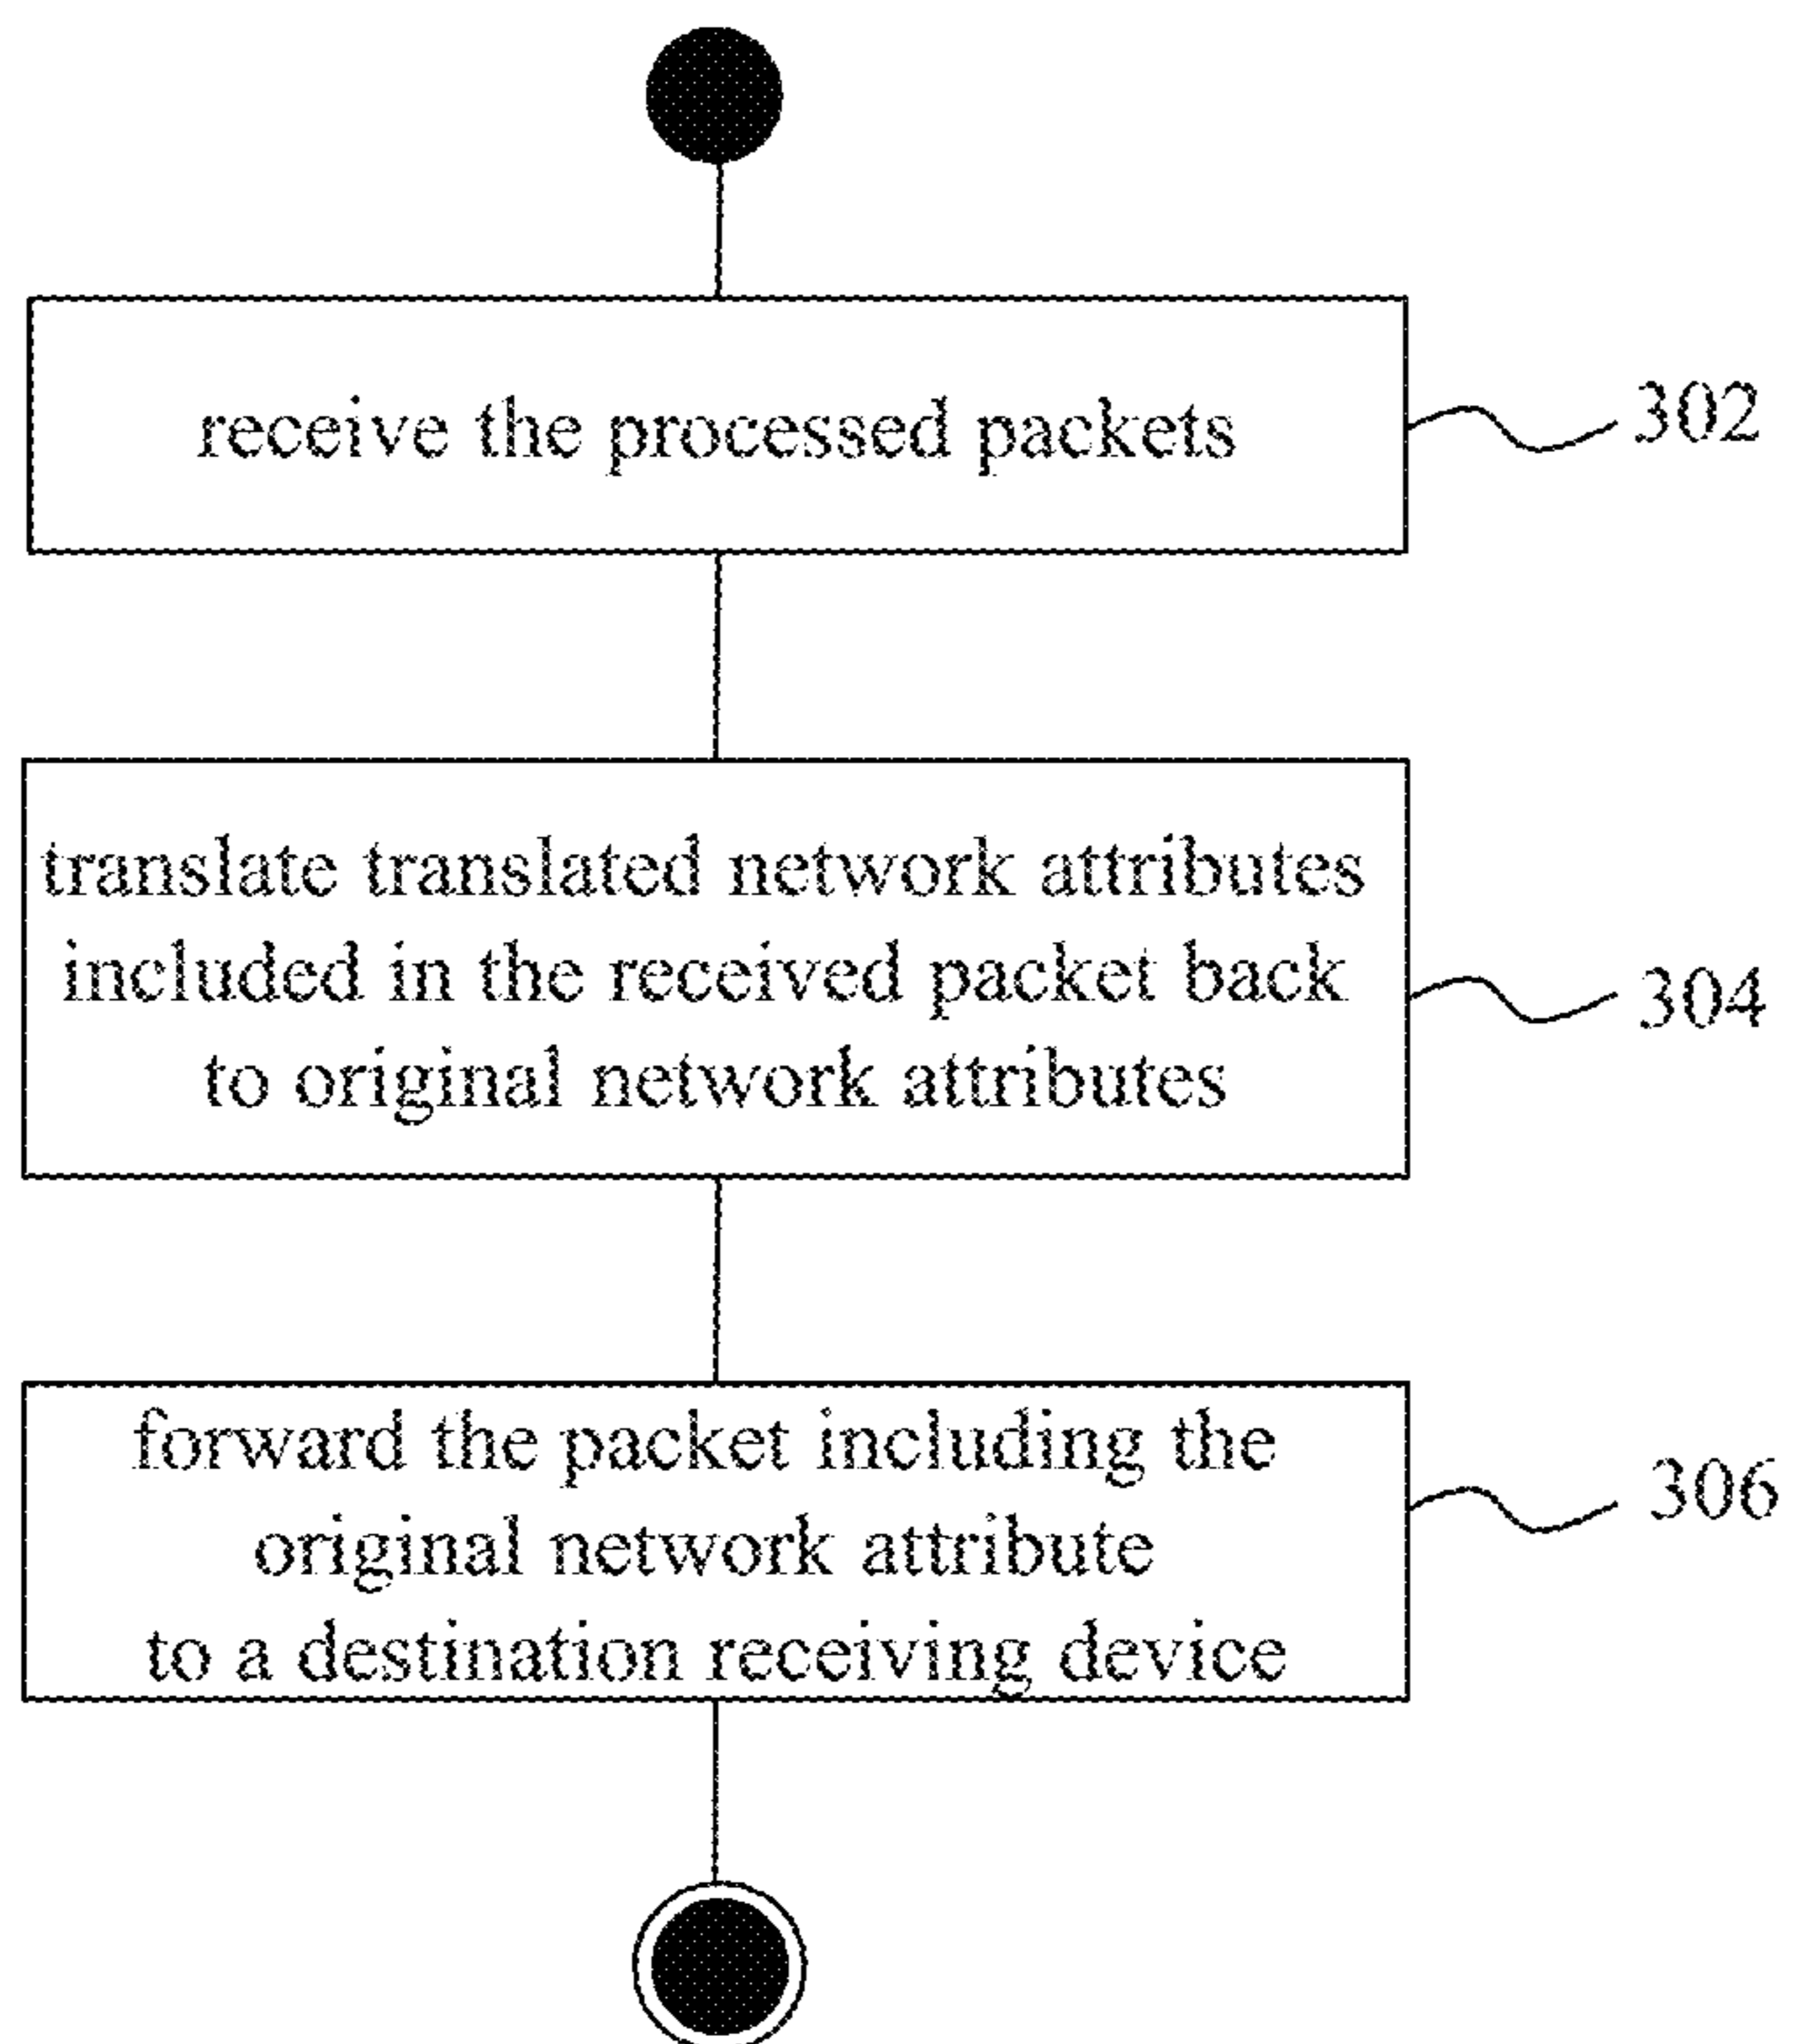 receive the processed packets
302
translate translated network attributes
included in the received packet back
to original network attributes
304
forward the packet including the
original network attribute
to a destination receiving device
306